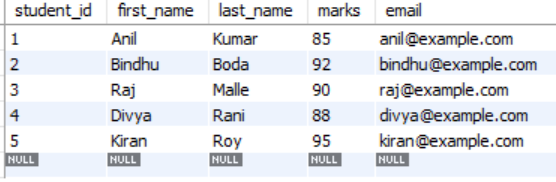 student_id first_name last_name marks email
1 Anil Kumar 85 anil@example.com
2 Bindhu Boda 92 bindhu@example.com
3 Raj Malle 90 raj@example.com
4 Divya Rani 88 divya@example.com
5 Kiran Roy 95 kiran@example.com
NULL NULL NULL NULL NULL